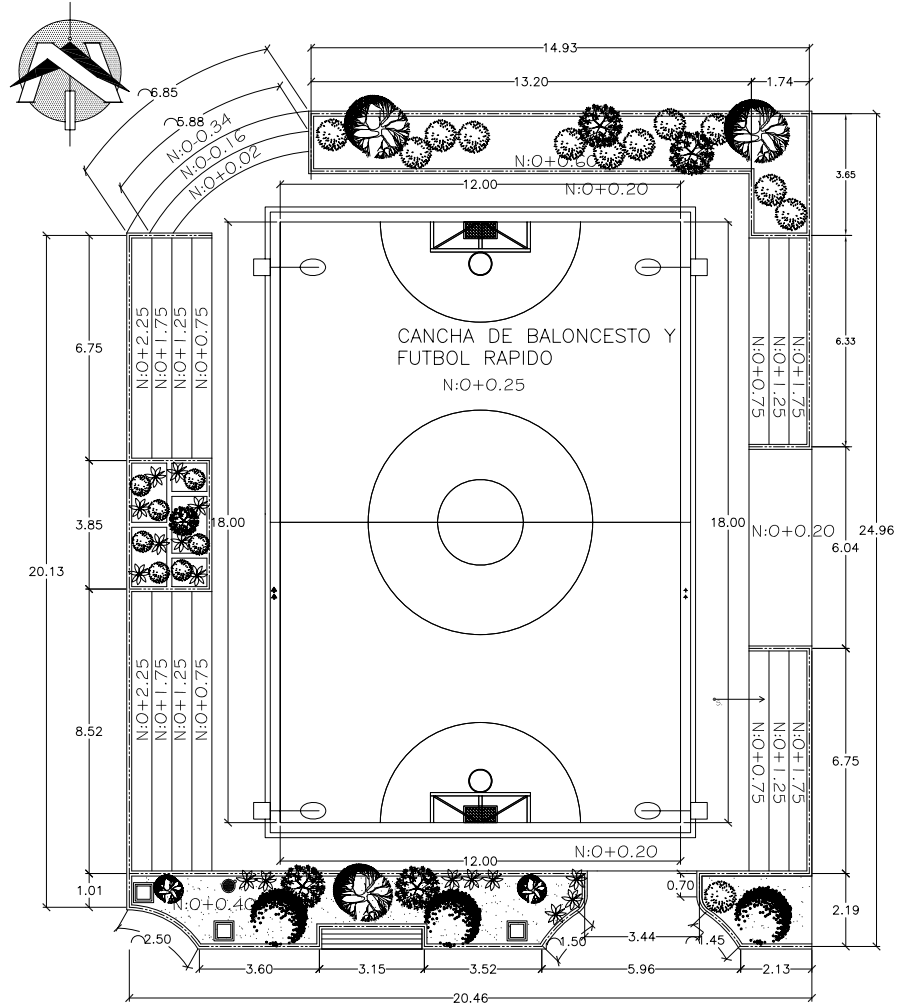 14.93
13.20
1.74
6.85
5.88
N:0-0.34
N:0-0.16
N:0+0.02
N:0+0.60
12.00
N:0+0.20
3.65
CANCHA DE BALONCESTO Y
FUTBOL RAPIDO
N:0+0.25
N:0+2.25
N:0+1.75
N:0+1.25
N:0+0.75
6.75
6.33
N:0+0.75
N:0+1.25
N:0+1.75
3.85
18.00
18.00
N:0+0.20
24.96
6.04
20.13
N:0+2.25
N:0+1.75
N:0+1.25
N:0+0.75
8.52
S.
N:0+0.75
N:0+1.25
N:0+1.75
6.75
N:0+0.20
12.00
1.01
N:0+0.40
0.70
2.19
2.50
1.50
3.44
1.45
3.60
3.15
3.52
5.96
2.13
20.46